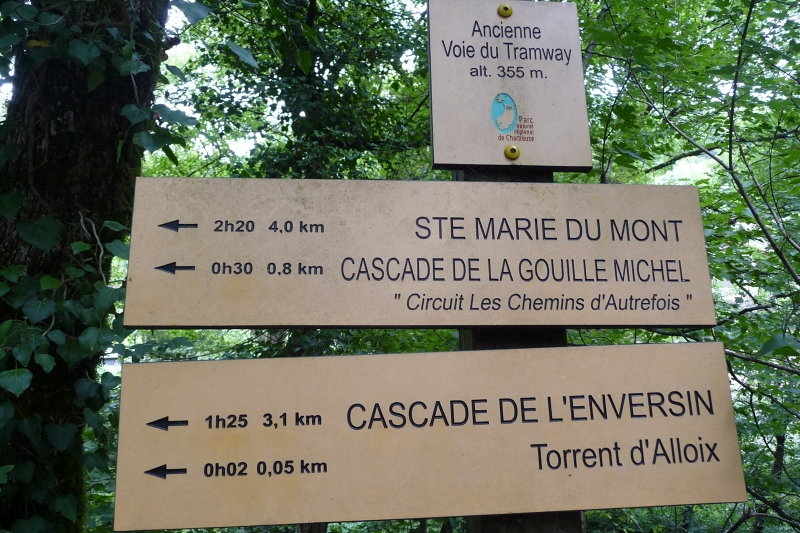 Ancienne
Voie du Tramway
alt. 355 m.
Parc
naturel
régional
de Chartreuse
2h20 4,0 km STE MARIE DU MONT
0h30 0,8 km CASCADE DE LA GOUILLE MICHEL
" Circuit Les Chemins d'Autrefois "
1h25 3,1 km CASCADE DE L'ENVERSIN
0h02 0,05 km Torrent d'Alloix